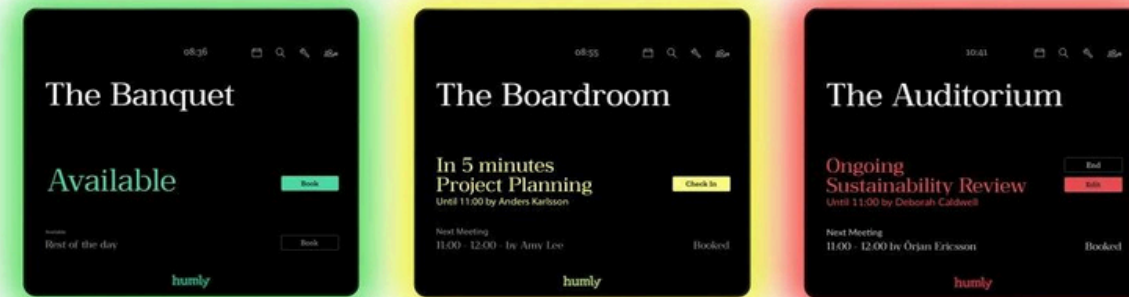 08:36
The Banquet
Available
Book
Available
Rest of the day
Book
humly
08:55
The Boardroom
In 5 minutes
Project Planning
Check In
Until 11:00 by Anders Karlsson
Next Meeting
11:00 - 12:00 - by Amy Lee
Booked
humly
10:41
The Auditorium
Ongoing
End
Sustainability Review
Edit
Until 11:00 by Deborah Caldwell
Next Meeting
11:00 - 12:00 by Örjan Ericsson
Booked
humly